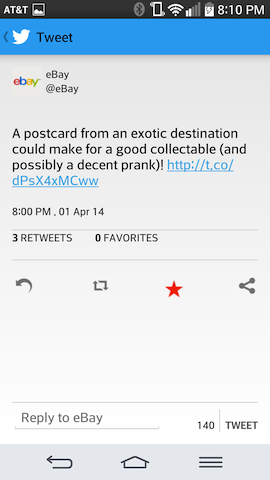 AT&T 8:10 PM
Tweet
ebay eBay
@eBay
A postcard from an exotic destination
could make for a good collectable (and
possibly a decent prank)! http://t.co/
dPsX4xMCww
8:00 PM , 01 Apr 14
3 RETWEETS 0 FAVORITES
Reply to eBay 140 TWEET